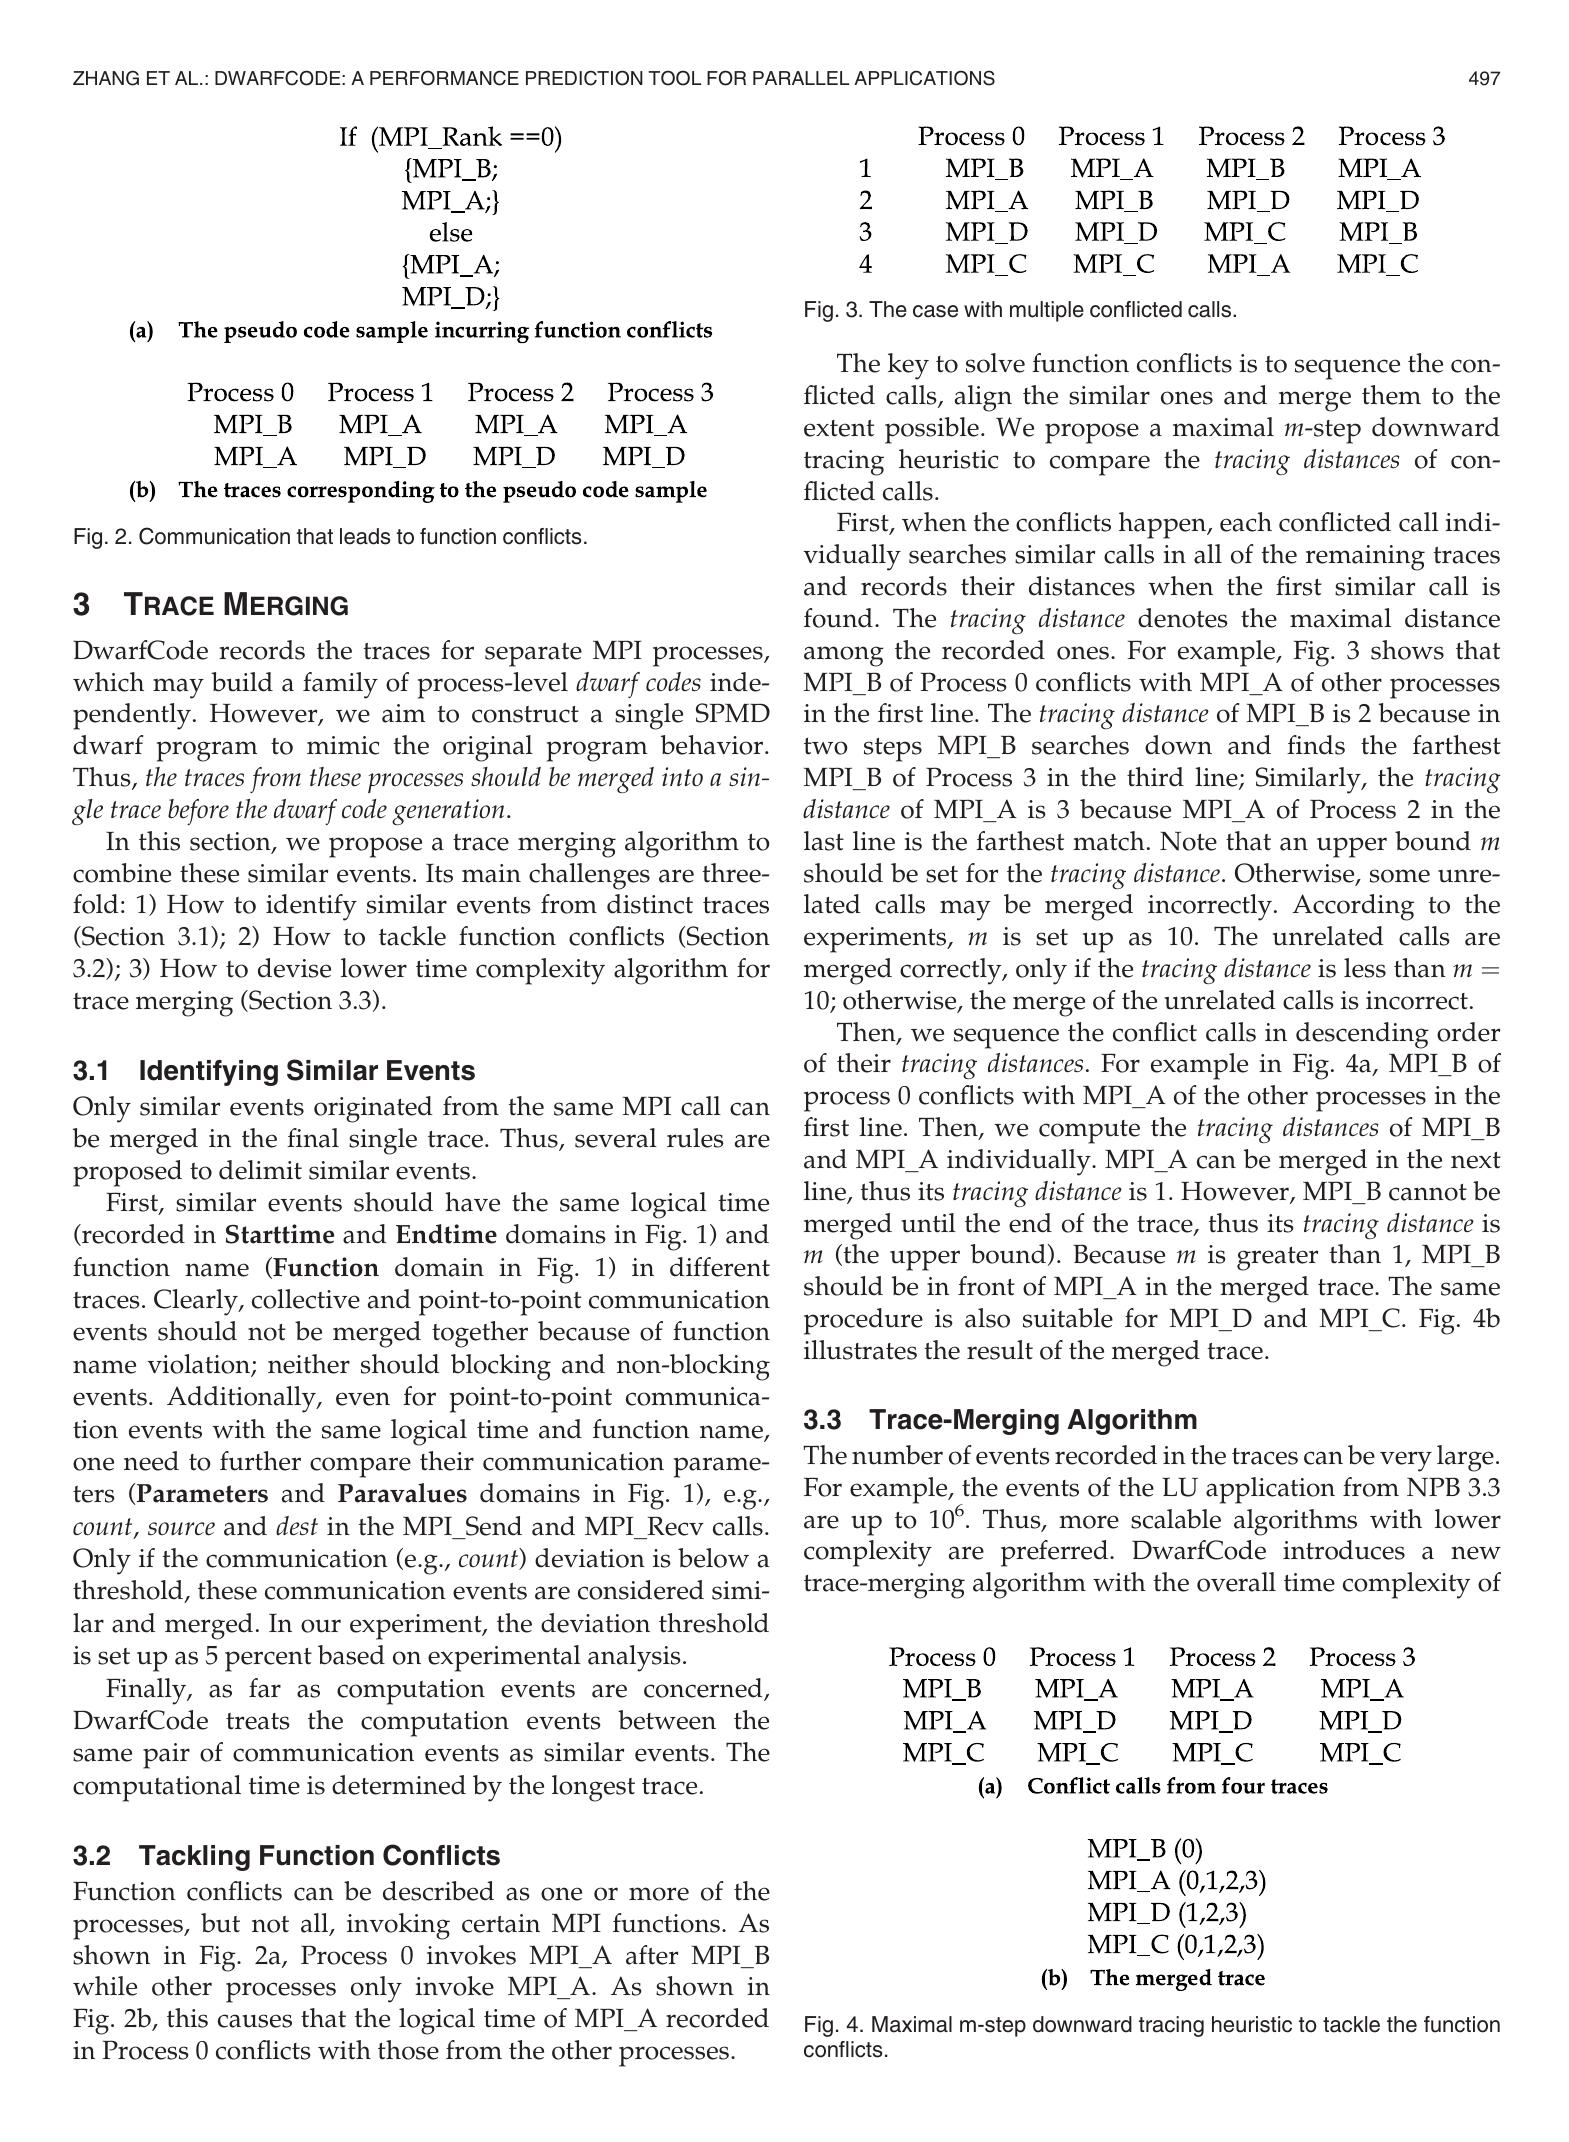 ZHANG ET AL.: DWARFCODE: A PERFORMANCE PREDICTION TOOL FOR PARALLEL APPLICATIONS 497
If (MPI_Rank ==0)
{MPI_B;
MPI_A;}
else
{MPI_A;
MPI_D;}
(a) The pseudo code sample incurring function conflicts
Process 0 Process 1 Process 2 Process 3
MPI_B MPI_A MPI_A MPI_A
MPI_A MPI_D MPI_D MPI_D
(b) The traces corresponding to the pseudo code sample
Fig. 2. Communication that leads to function conflicts.
3 TRACE MERGING
DwarfCode records the traces for separate MPI processes,
which may build a family of process-level dwarf codes inde-
pendently. However, we aim to construct a single SPMD
dwarf program to mimic the original program behavior.
Thus, the traces from these processes should be merged into a sin-
gle trace before the dwarf code generation.
In this section, we propose a trace merging algorithm to
combine these similar events. Its main challenges are three-
fold: 1) How to identify similar events from distinct traces
(Section 3.1); 2) How to tackle function conflicts (Section
3.2); 3) How to devise lower time complexity algorithm for
trace merging (Section 3.3).
3.1 Identifying Similar Events
Only similar events originated from the same MPI call can
be merged in the final single trace. Thus, several rules are
proposed to delimit similar events.
First, similar events should have the same logical time
(recorded in Starttime and Endtime domains in Fig. 1) and
function name (Function domain in Fig. 1) in different
traces. Clearly, collective and point-to-point communication
events should not be merged together because of function
name violation; neither should blocking and non-blocking
events. Additionally, even for point-to-point communica-
tion events with the same logical time and function name,
one need to further compare their communication parame-
ters (Parameters and Paravalues domains in Fig. 1), e.g.,
count, source and dest in the MPI_Send and MPI_Recv calls.
Only if the communication (e.g., count) deviation is below a
threshold, these communication events are considered simi-
lar and merged. In our experiment, the deviation threshold
is set up as 5 percent based on experimental analysis.
Finally, as far as computation events are concerned,
DwarfCode treats the computation events between the
same pair of communication events as similar events. The
computational time is determined by the longest trace.
3.2 Tackling Function Conflicts
Function conflicts can be described as one or more of the
processes, but not all, invoking certain MPI functions. As
shown in Fig. 2a, Process 0 invokes MPI_A after MPI_B
while other processes only invoke MPI_A. As shown in
Fig. 2b, this causes that the logical time of MPI_A recorded
in Process 0 conflicts with those from the other processes.
Process 0 Process 1 Process 2 Process 3
1 MPI_B MPI_A MPI_B MPI_A
2 MPI_A MPI_B MPI_D MPI_D
3 MPI_D MPI_D MPI_C MPI_B
4 MPI_C MPI_C MPI_A MPI_C
Fig. 3. The case with multiple conflicted calls.
The key to solve function conflicts is to sequence the con-
flicted calls, align the similar ones and merge them to the
extent possible. We propose a maximal m-step downward
tracing heuristic to compare the tracing distances of con-
flicted calls.
First, when the conflicts happen, each conflicted call indi-
vidually searches similar calls in all of the remaining traces
and records their distances when the first similar call is
found. The tracing distance denotes the maximal distance
among the recorded ones. For example, Fig. 3 shows that
MPI_B of Process 0 conflicts with MPI_A of other processes
in the first line. The tracing distance of MPI_B is 2 because in
two steps MPI_B searches down and finds the farthest
MPI_B of Process 3 in the third line; Similarly, the tracing
distance of MPI_A is 3 because MPI_A of Process 2 in the
last line is the farthest match. Note that an upper bound m
should be set for the tracing distance. Otherwise, some unre-
lated calls may be merged incorrectly. According to the
experiments, m is set up as 10. The unrelated calls are
merged correctly, only if the tracing distance is less than m =
10; otherwise, the merge of the unrelated calls is incorrect.
Then, we sequence the conflict calls in descending order
of their tracing distances. For example in Fig. 4a, MPI_B of
process 0 conflicts with MPI_A of the other processes in the
first line. Then, we compute the tracing distances of MPI_B
and MPI_A individually. MPI_A can be merged in the next
line, thus its tracing distance is 1. However, MPI_B cannot be
merged until the end of the trace, thus its tracing distance is
m (the upper bound). Because m is greater than 1, MPI_B
should be in front of MPI_A in the merged trace. The same
procedure is also suitable for MPI_D and MPI_C. Fig. 4b
illustrates the result of the merged trace.
3.3 Trace-Merging Algorithm
The number of events recorded in the traces can be very large.
For example, the events of the LU application from NPB 3.3
are up to 10⁶. Thus, more scalable algorithms with lower
complexity are preferred. DwarfCode introduces a new
trace-merging algorithm with the overall time complexity of
Process 0 Process 1 Process 2 Process 3
MPI_B MPI_A MPI_A MPI_A
MPI_A MPI_D MPI_D MPI_D
MPI_C MPI_C MPI_C MPI_C
(a) Conflict calls from four traces
MPI_B (0)
MPI_A (0,1,2,3)
MPI_D (1,2,3)
MPI_C (0,1,2,3)
(b) The merged trace
Fig. 4. Maximal m-step downward tracing heuristic to tackle the function
conflicts.